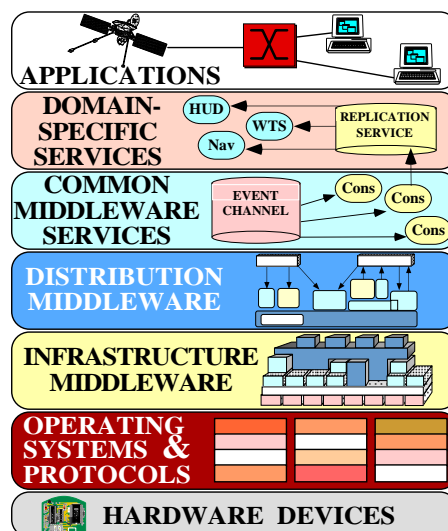 APPLICATIONS
DOMAIN-
SPECIFIC
SERVICES
HUD
WTS
Nav
REPLICATION
SERVICE
COMMON
MIDDLEWARE
SERVICES
EVENT
CHANNEL
Cons
Cons
Cons
DISTRIBUTION
MIDDLEWARE
INFRASTRUCTURE
MIDDLEWARE
OPERATING
SYSTEMS &
PROTOCOLS
HARDWARE DEVICES